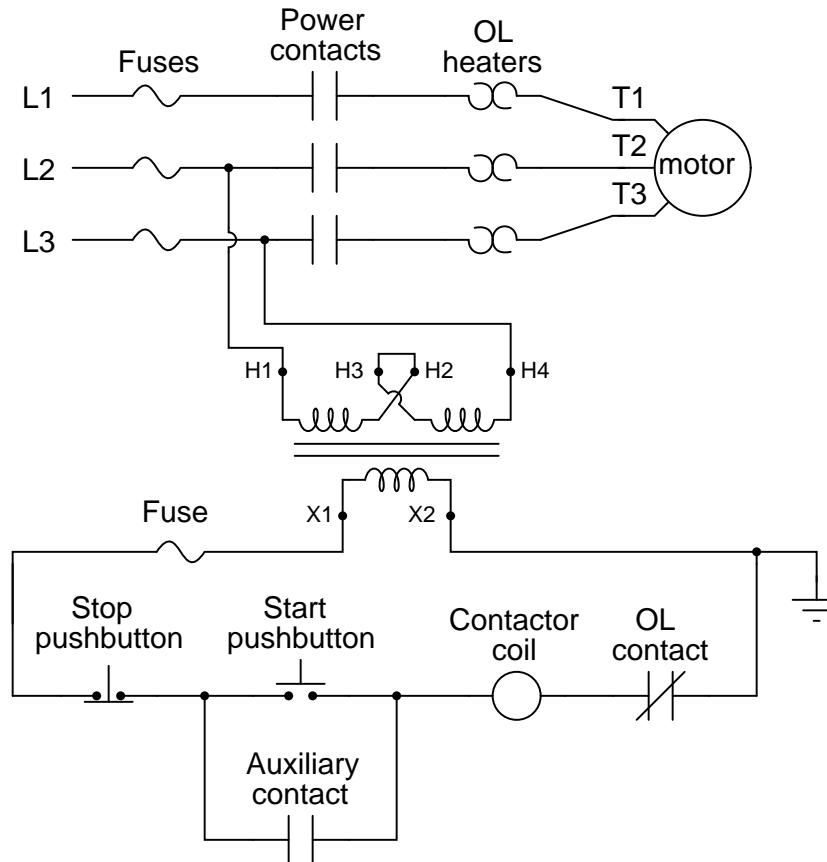 Power
contacts
OL
heaters
Fuses
L1
T1
L2
T2
motor
L3
T3
H1
H3
H2
H4
X1
X2
Fuse
Stop
pushbutton
Start
pushbutton
Contactor
coil
OL
contact
Auxiliary
contact